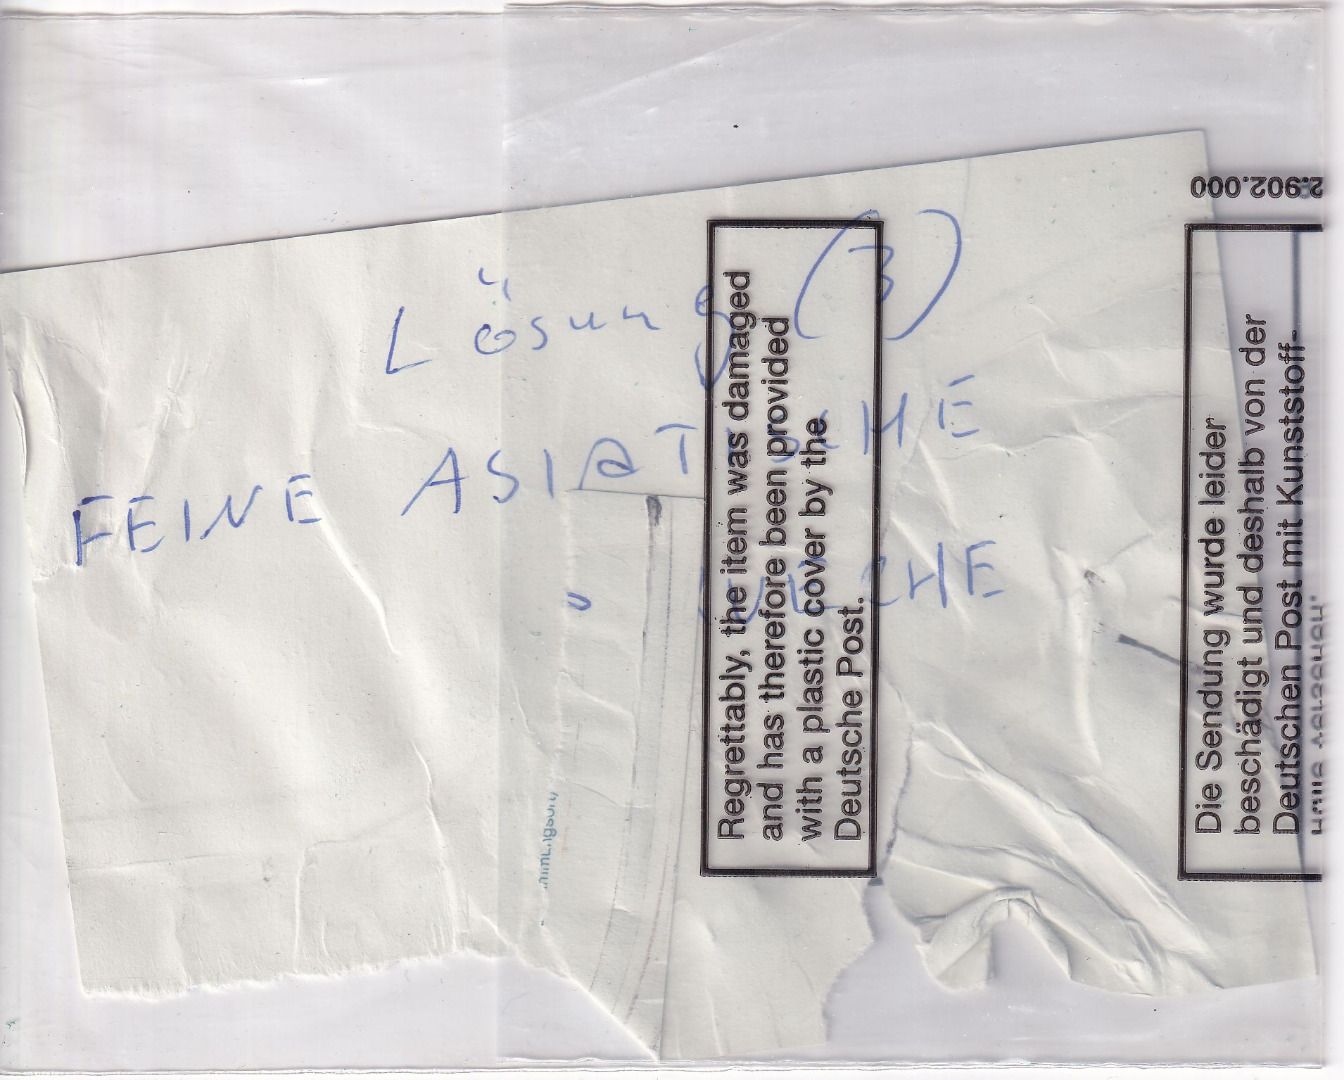 Lösung (3)
FEINE ASIATISCHE
Regrettably, the item was damaged
and has therefore been provided
with a plastic cover by the
Deutsche Post.
2.902.000
Die Sendung wurde leider
beschädigt und deshalb von der
Deutschen Post mit Kunststoff-